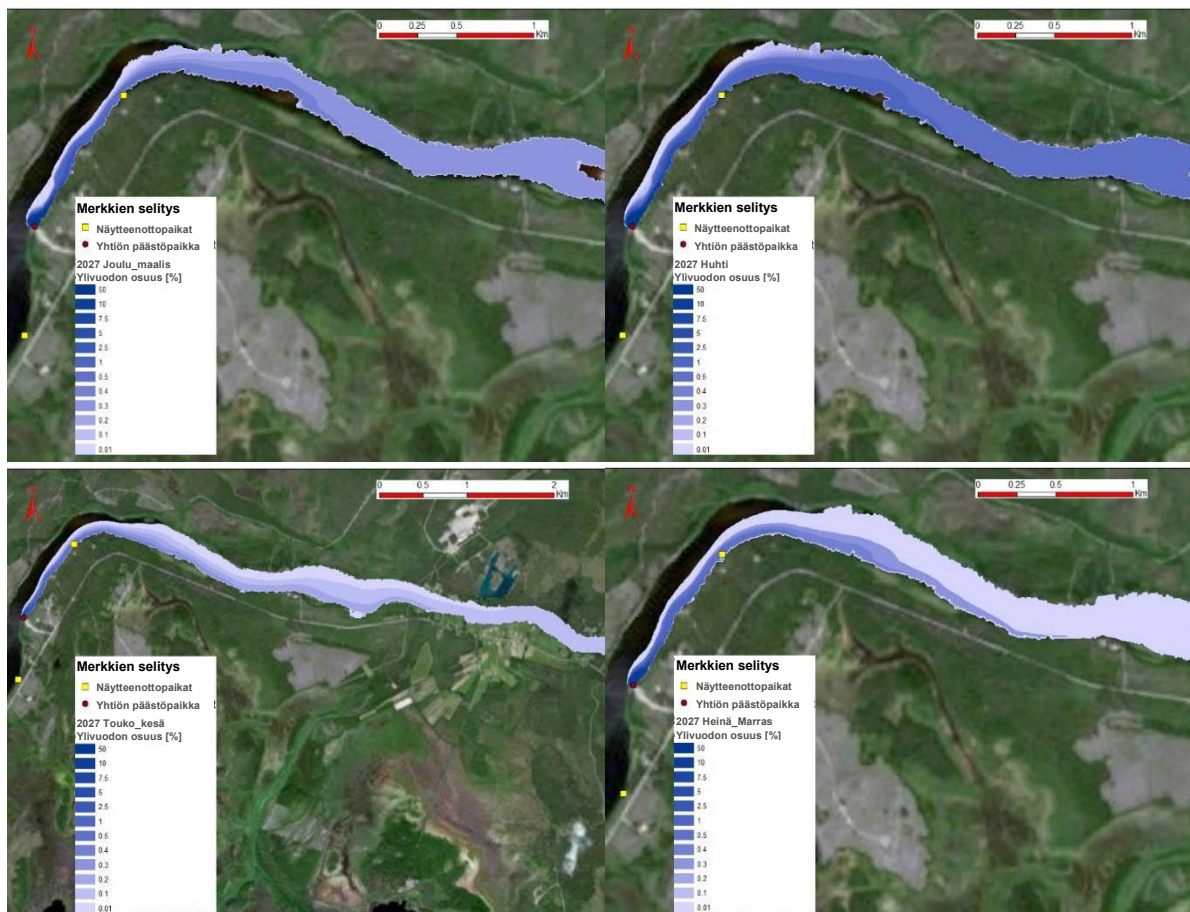 0 0.25 0.5 1
Km
N
Merkkien selitys
Näytteenottopaikat
Yhtiön päästöpaikka
2027 Joulu_maalis
Ylivuodon osuus [%]
50
10
7.5
5
2.5
1
0.5
0.4
0.3
0.2
0.1
0.01
0 0.25 0.5 1
Km
N
Merkkien selitys
Näytteenottopaikat
Yhtiön päästöpaikka
2027 Huhti
Ylivuodon osuus [%]
50
10
7.5
5
2.5
1
0.5
0.4
0.3
0.2
0.1
0.01
0 0.5 1 2
Km
N
Merkkien selitys
Näytteenottopaikat
Yhtiön päästöpaikka
2027 Touko_kesä
Ylivuodon osuus [%]
50
10
7.5
5
2.5
1
0.5
0.4
0.3
0.2
0.1
0.01
0 0.25 0.5 1
Km
N
Merkkien selitys
Näytteenottopaikat
Yhtiön päästöpaikka
2027 Heinä_Marras
Ylivuodon osuus [%]
50
10
7.5
5
2.5
1
0.5
0.4
0.3
0.2
0.1
0.01